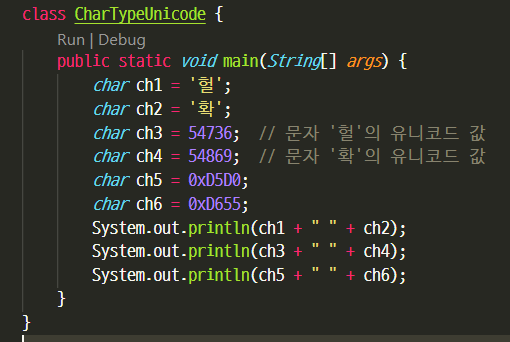 class CharTypeUnicode {
Run | Debug
public static void main(String[] args) {
char ch1 = '헐';
char ch2 = '확';
char ch3 = 54736;  // 문자 '헐'의 유니코드 값
char ch4 = 54869;  // 문자 '확'의 유니코드 값
char ch5 = 0xD5D0;
char ch6 = 0xD655;
System.out.println(ch1 + " " + ch2);
System.out.println(ch3 + " " + ch4);
System.out.println(ch5 + " " + ch6);
}
}